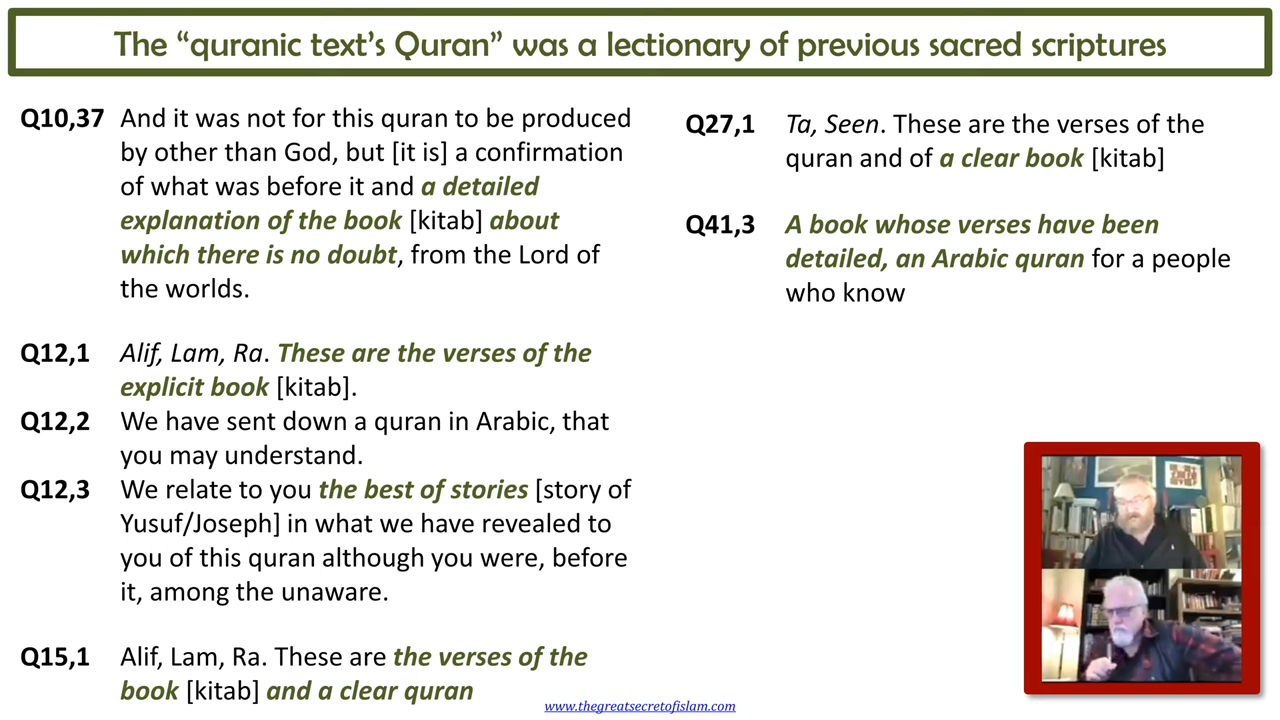 The “quranic text’s Quran” was a lectionary of previous sacred scriptures
Q10,37 And it was not for this quran to be produced
by other than God, but [it is] a confirmation
of what was before it and a detailed
explanation of the book [kitab] about
which there is no doubt, from the Lord of
the worlds.
Q12,1 Alif, Lam, Ra. These are the verses of the
explicit book [kitab].
Q12,2 We have sent down a quran in Arabic, that
you may understand.
Q12,3 We relate to you the best of stories [story of
Yusuf/Joseph] in what we have revealed to
you of this quran although you were, before
it, among the unaware.
Q15,1 Alif, Lam, Ra. These are the verses of the
book [kitab] and a clear quran
Q27,1 Ta, Seen. These are the verses of the
quran and of a clear book [kitab]
Q41,3 A book whose verses have been
detailed, an Arabic quran for a people
who know
www.thegreatsecretofislam.com